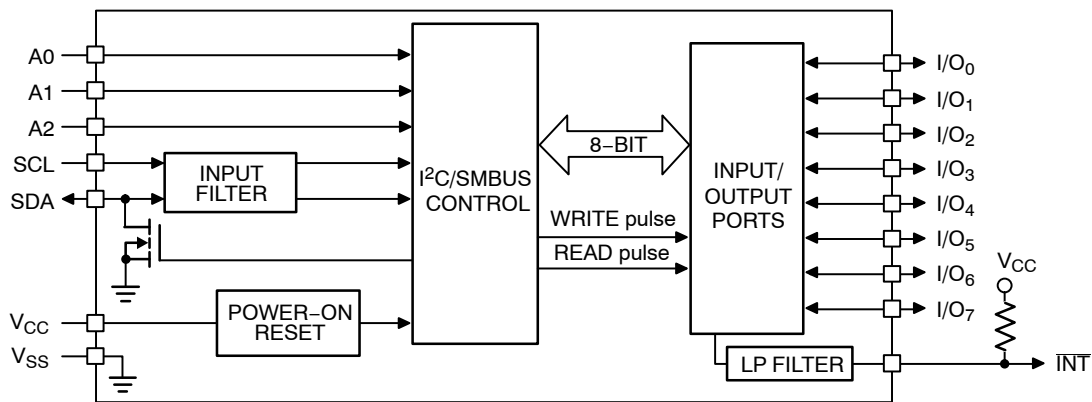 A0
A1
A2
SCL
SDA
VCC
VSS
INPUT
FILTER
POWER–ON
RESET
I2C/SMBUS
CONTROL
8–BIT
WRITE pulse
READ pulse
INPUT/
OUTPUT
PORTS
LP FILTER
I/O0
I/O1
I/O2
I/O3
I/O4
I/O5
I/O6
I/O7
VCC
INT